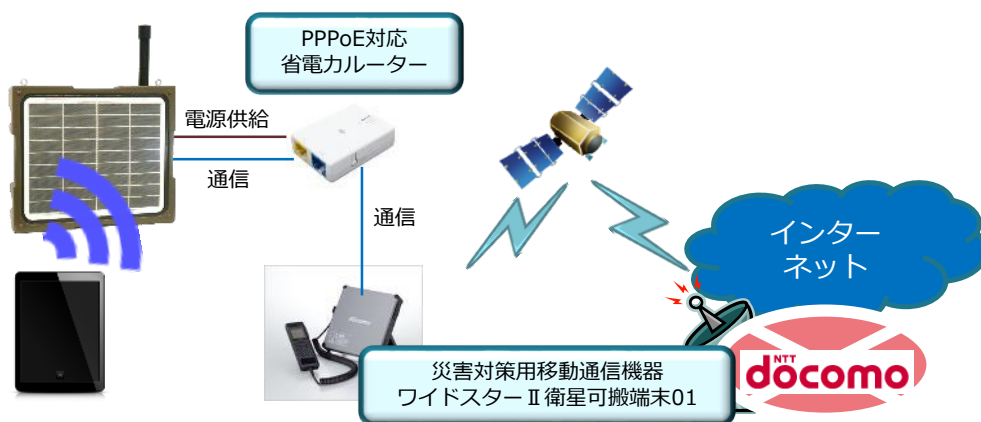 PPPoE対応
省電力ルーター
電源供給
通信
通信
インター
ネット
災害対策用移動通信機器
ワイドスターⅡ衛星可搬端末01
NTT
döcomo